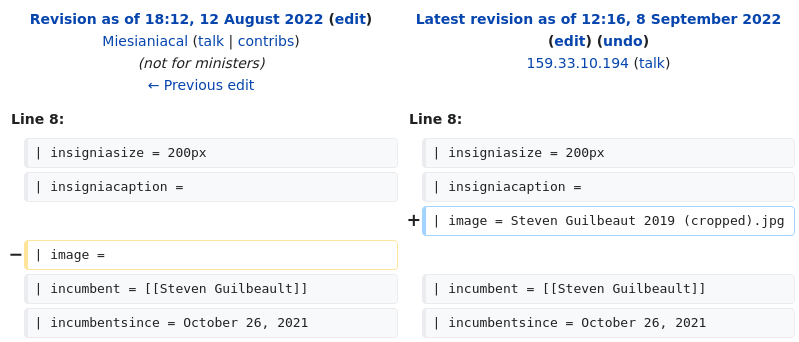 Revision as of 18:12, 12 August 2022 (edit)
Miesianiacal (talk | contribs)
(not for ministers)
← Previous edit
Latest revision as of 12:16, 8 September 2022
(edit) (undo)
159.33.10.194 (talk)
Line 8:
Line 8:
| insigniasize = 200px
| insigniasize = 200px
| insigniacaption =
| insigniacaption =
+ | image = Steven Guilbeaut 2019 (cropped).jpg
− | image =
| incumbent = [[Steven Guilbeault]]
| incumbent = [[Steven Guilbeault]]
| incumbentsince = October 26, 2021
| incumbentsince = October 26, 2021